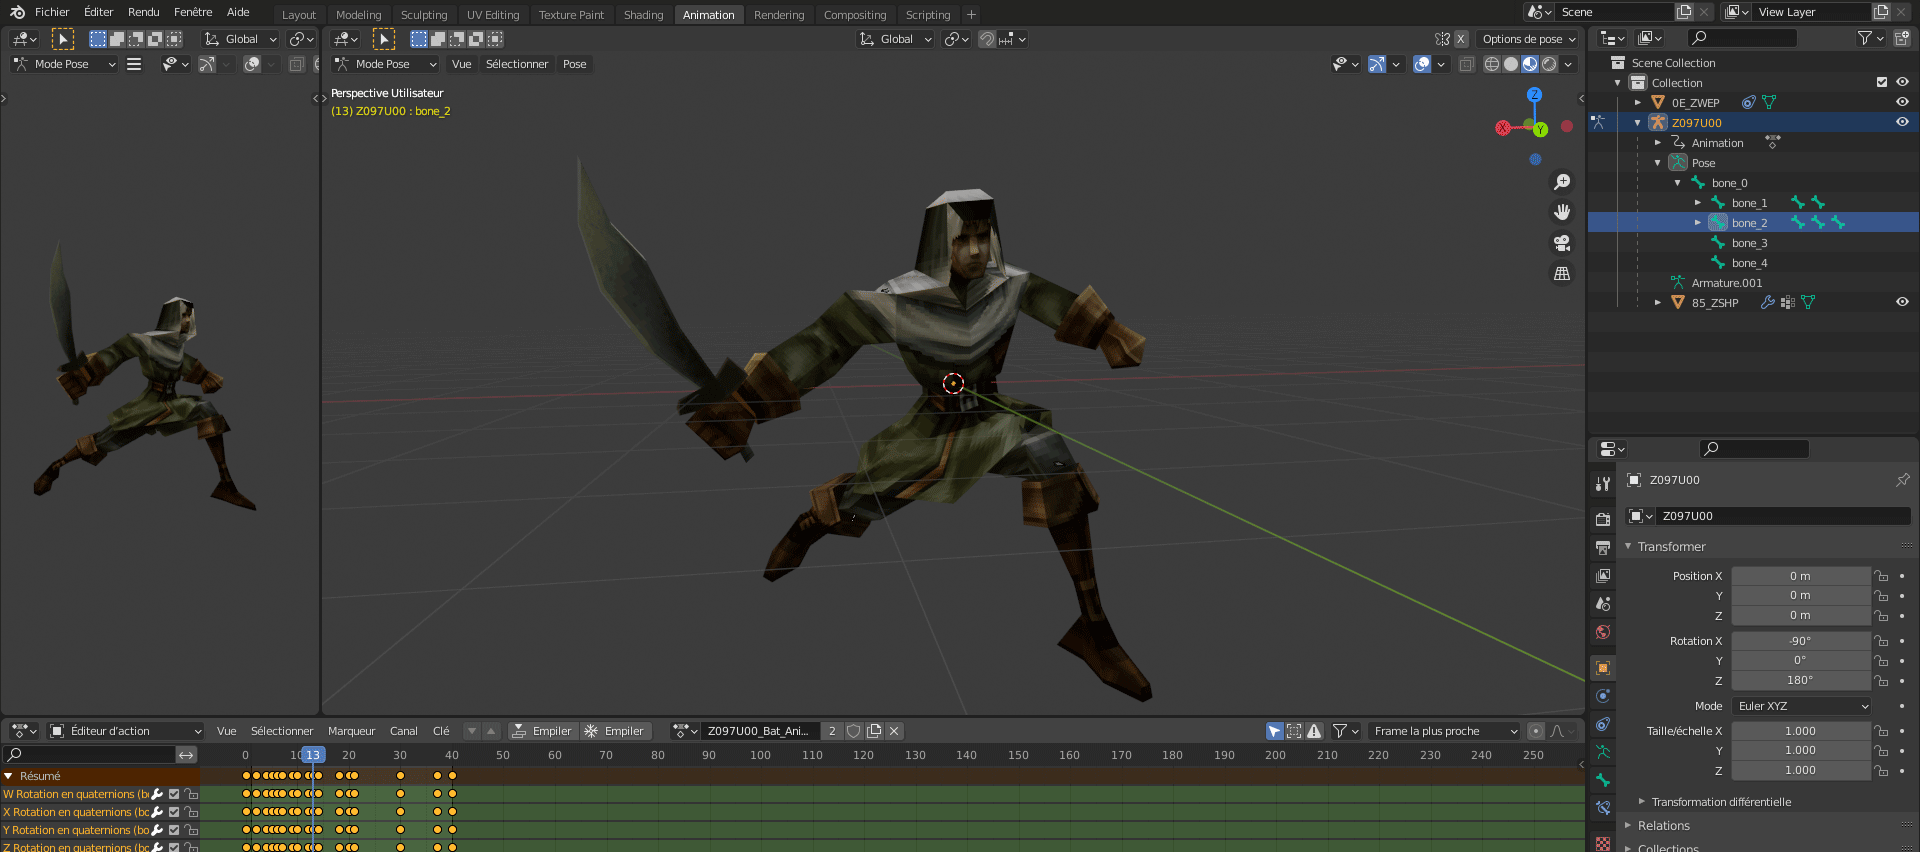 Fichier Éditer Rendu Fenêtre Aide Layout Modeling Sculpting UV Editing Texture Paint Shading Animation Rendering Compositing Scripting + Scene View Layer
Global Global X Options de pose
Mode Pose Mode Pose Vue Sélectionner Pose
Perspective Utilisateur
(13) Z097U00 : bone_2
Z
X
Y
Scene Collection
Collection
0E_ZWEP
Z097U00
Animation
Pose
bone_0
bone_1
bone_2
bone_3
bone_4
Armature.001
85_ZSHP
Z097U00
Z097U00
Transformer
Position X 0 m
Y 0 m
Z 0 m
Rotation X -90°
Y 0°
Z 180°
Mode Euler XYZ
Taille/échelle X 1.000
Y 1.000
Z 1.000
Transformation différentielle
Relations
Collections
Éditeur d'action Vue Sélectionner Marqueur Canal Clé Empiler Empiler Z097U00_Bat_Ani... 2 Frame la plus proche
0 10 13 20 30 40 50 60 70 80 90 100 110 120 130 140 150 160 170 180 190 200 210 220 230 240 250
Résumé
W Rotation en quaternions (bo
X Rotation en quaternions (bo
Y Rotation en quaternions (bo
Z Rotation en quaternions (bo